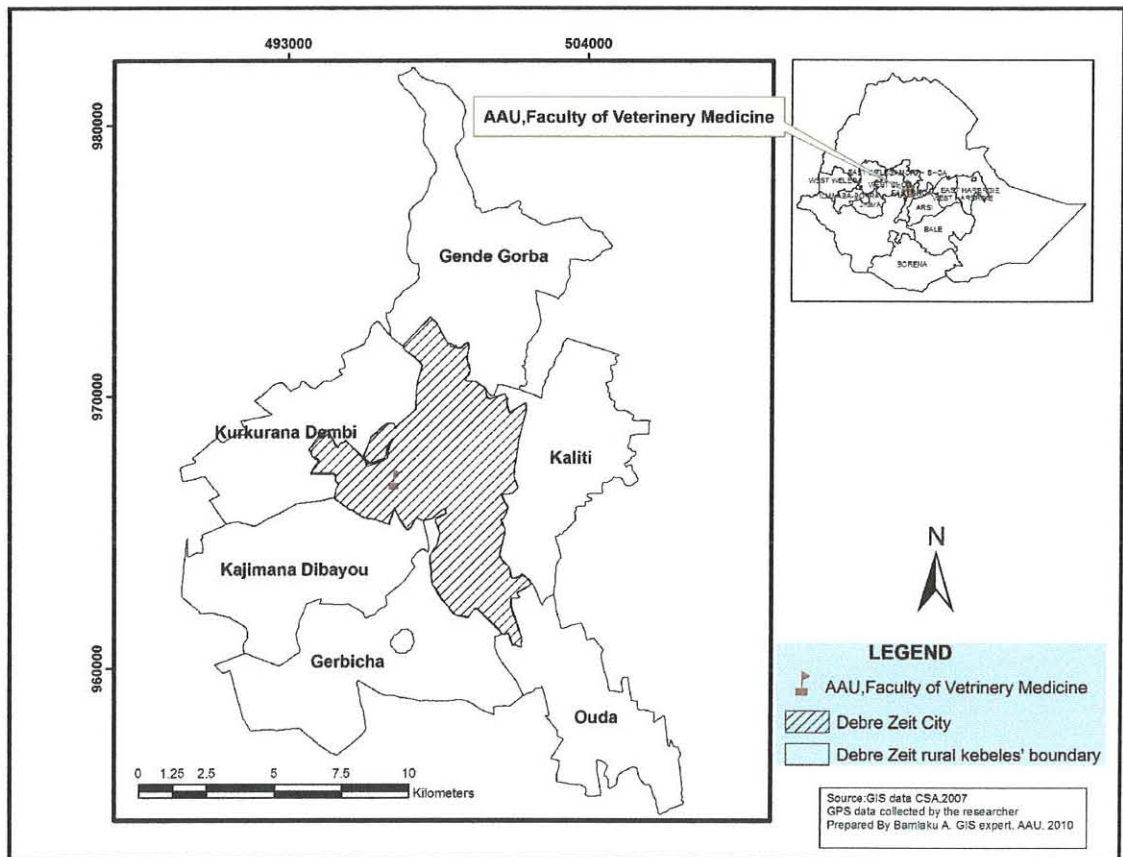 493000
504000
980000
970000
960000
AAU,Faculty of Veterinery Medicine
Gende Gorba
Kurkurana Dembi
Kaliti
Kajimana Dibayou
Gerbicha
Ouda
0 1.25 2.5 5 7.5 10
Kilometers
ARSI
BALE
BORENA
N
LEGEND
AAU,Faculty of Vetrinery Medicine
Debre Zeit City
Debre Zeit rural kebeles' boundary
Source:GIS data CSA,2007
GPS data collected by the researcher
Prepared By Bamlaku A. GIS expert. AAU. 2010